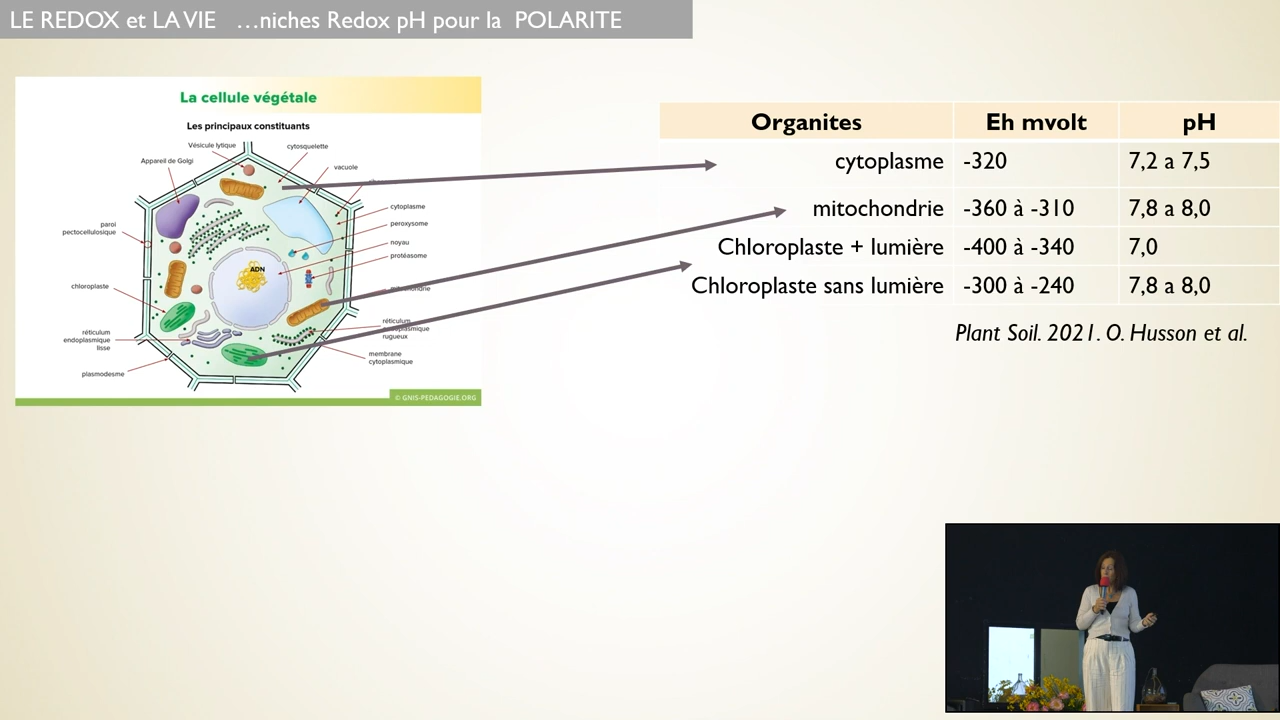 LE REDOX et LA VIE …niches Redox pH pour la POLARITE
La cellule végétale
Les principaux constituants
Vésicule lytique
cytosquelette
Appareil de Golgi
vacuole
cytoplasme
paroi
pectocellulosique
peroxysome
noyau
ADN
protéasome
chloroplaste
mitochondrie
réticulum
endoplasmique
rugueux
réticulum
endoplasmique
lisse
membrane
cytoplasmique
plasmodesme
© GNIS-PEDAGOGIE.ORG
Organites Eh mvolt pH
cytoplasme -320 7,2 a 7,5
mitochondrie -360 à -310 7,8 a 8,0
Chloroplaste + lumière -400 à -340 7,0
Chloroplaste sans lumière -300 à -240 7,8 a 8,0
Plant Soil. 2021. O. Husson et al.